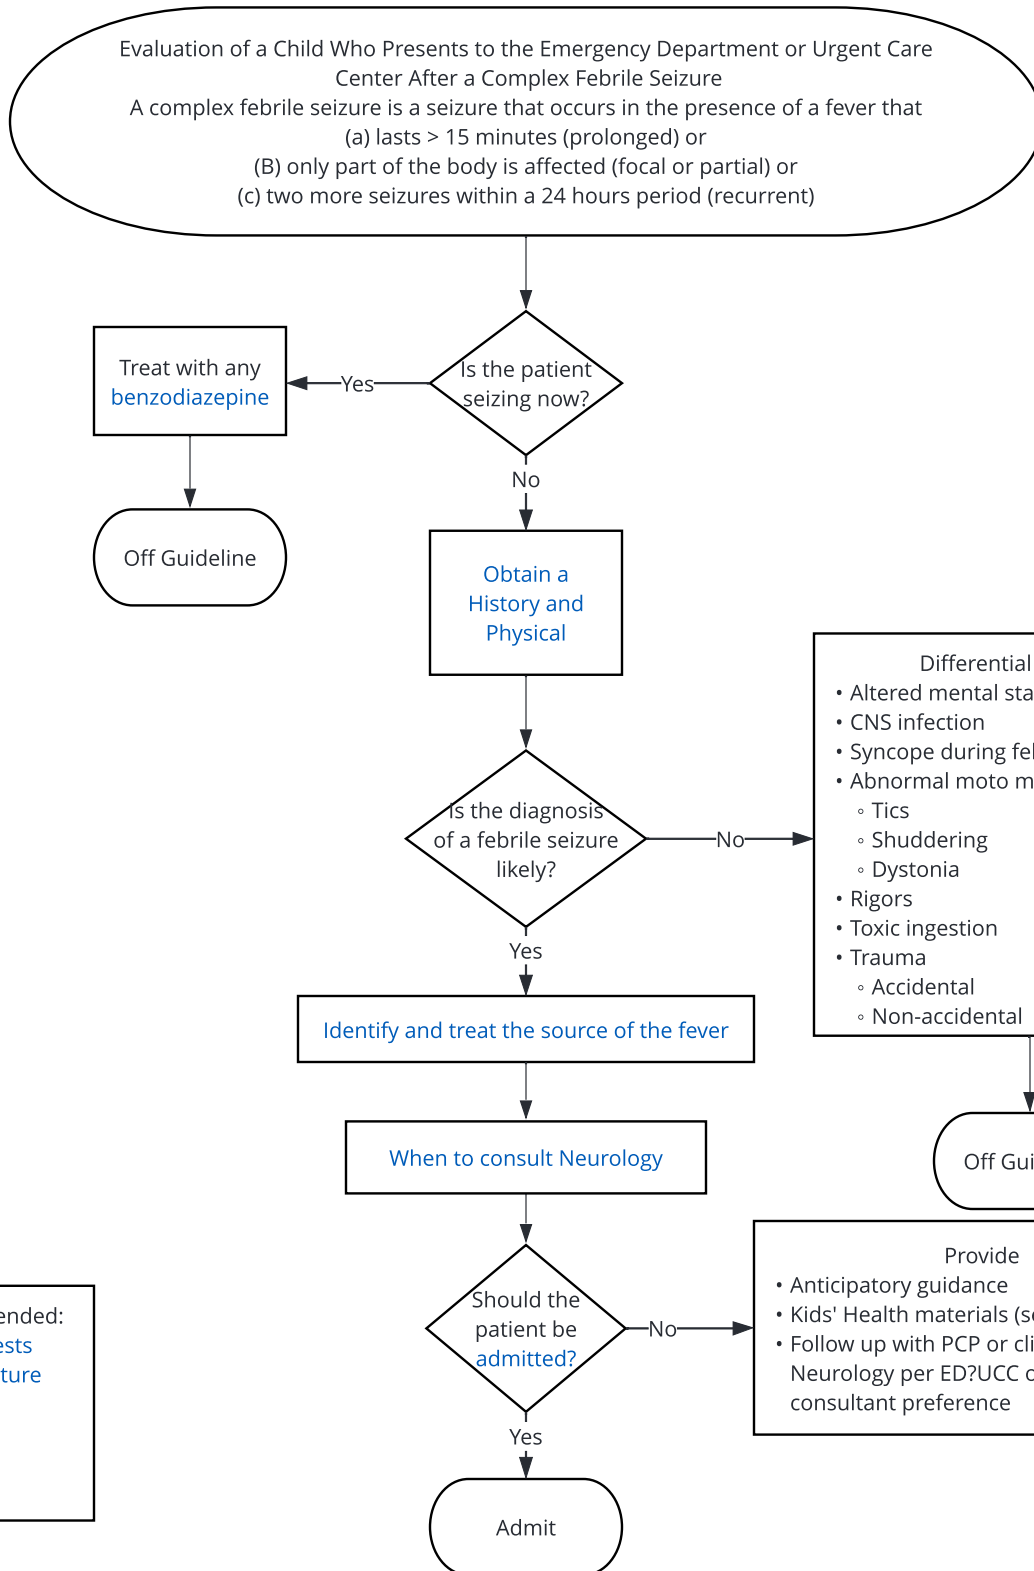 Evaluation of a Child Who Presents to the Emergency Department or Urgent Care
Center After a Complex Febrile Seizure
A complex febrile seizure is a seizure that occurs in the presence of a fever that
(a) lasts > 15 minutes (prolonged) or
(B) only part of the body is affected (focal or partial) or
(c) two more seizures within a 24 hours period (recurrent)
Is the patient
seizing now?
Yes
Treat with any
benzodiazepine
Off Guideline
No
Obtain a
History and
Physical
Is the diagnosis
of a febrile seizure
likely?
No
Differential
• Altered mental
• CNS infection
• Syncope during
• Abnormal moto
◦ Tics
◦ Shuddering
◦ Dystonia
• Rigors
• Toxic ingestion
• Trauma
◦ Accidental
◦ Non-accidental
Off
Yes
Identify and treat the source of the fever
When to consult Neurology
Should the
patient be
admitted?
No
Provide
• Anticipatory guidance
• Kids' Health materials
• Follow up with PCP or
Neurology per ED?UCC
consultant preference
Yes
Admit